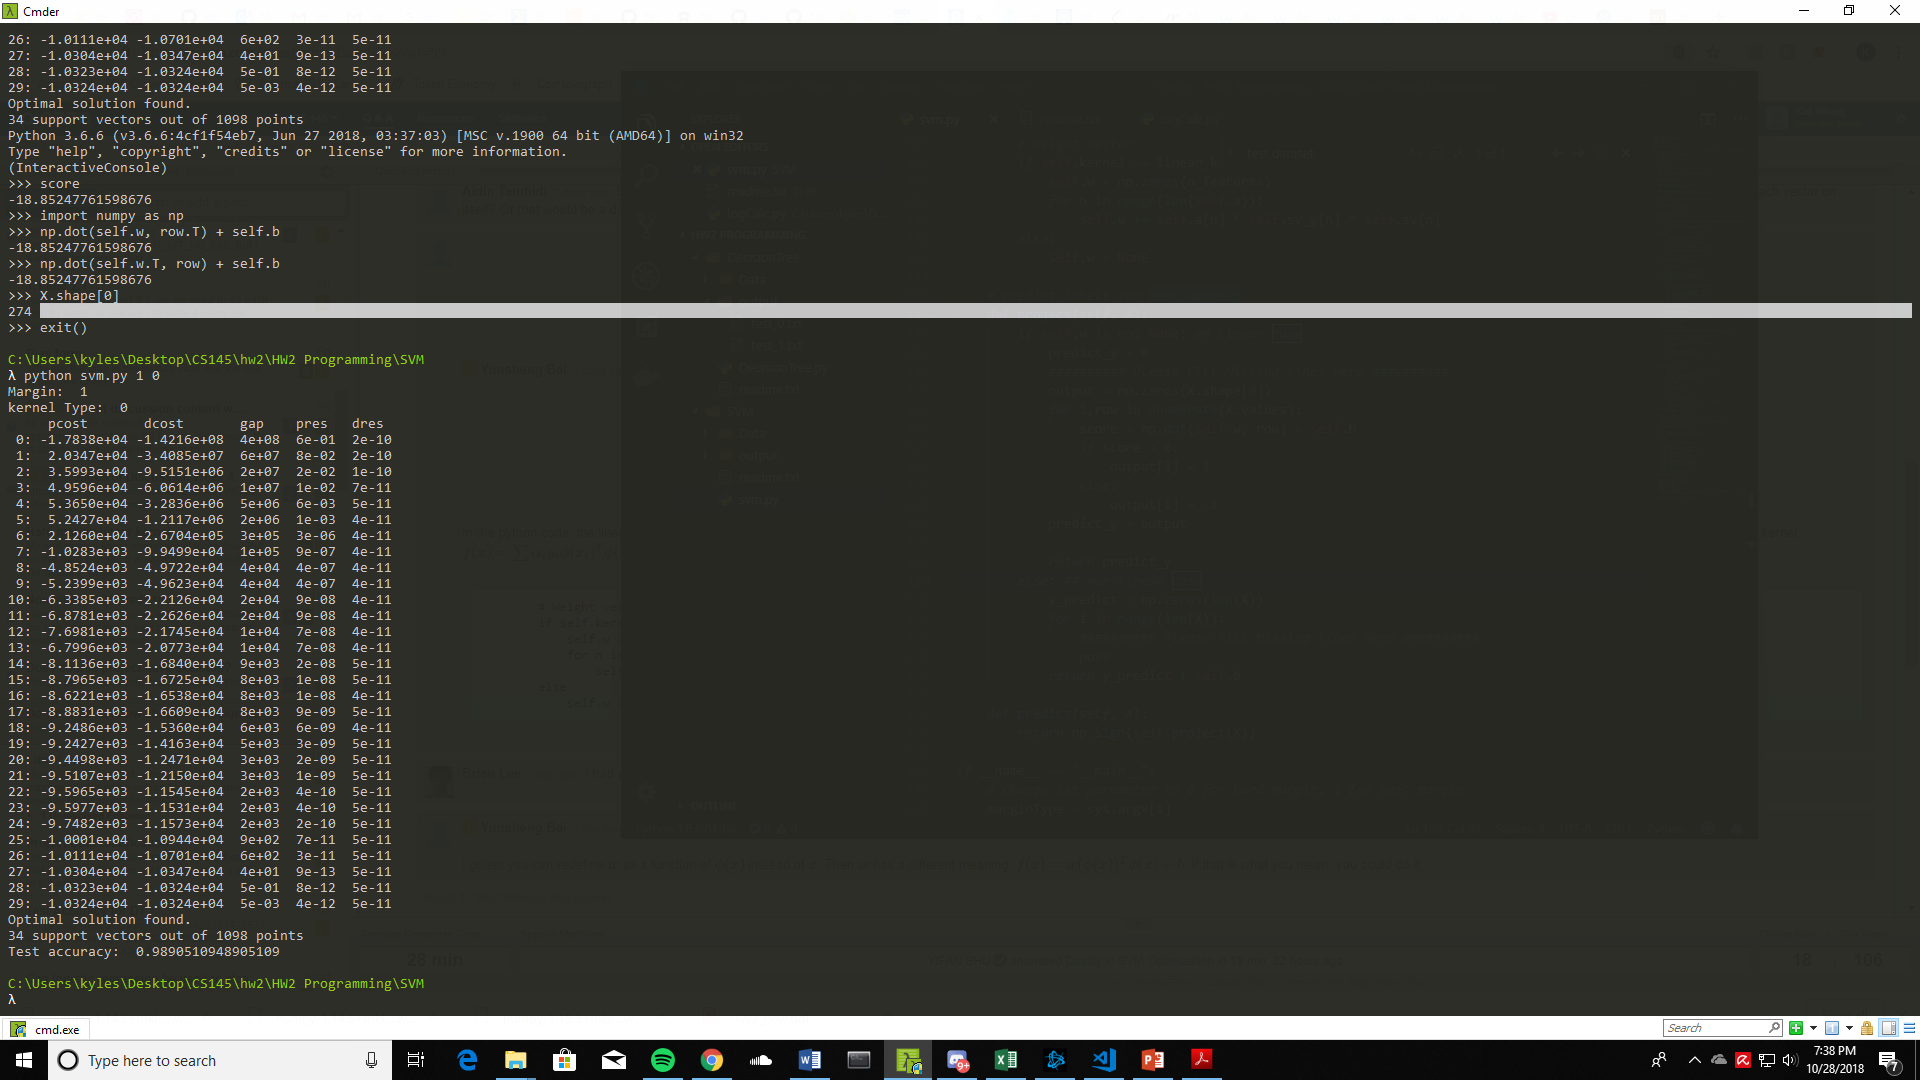 Cmder
26: -1.0111e+04 -1.0701e+04  6e+02  3e-11  5e-11
27: -1.0304e+04 -1.0347e+04  4e+01  9e-13  5e-11
28: -1.0323e+04 -1.0324e+04  5e-01  8e-12  5e-11
29: -1.0324e+04 -1.0324e+04  5e-03  4e-12  5e-11
Optimal solution found.
34 support vectors out of 1098 points
Python 3.6.6 (v3.6.6:4cf1f54eb7, Jun 27 2018, 03:37:03) [MSC v.1900 64 bit (AMD64)] on win32
Type "help", "copyright", "credits" or "license" for more information.
(InteractiveConsole)
>>> score
-18.85247761598676
>>> import numpy as np
>>> np.dot(self.w, row.T) + self.b
-18.85247761598676
>>> np.dot(self.w.T, row) + self.b
-18.85247761598676
>>> X.shape[0]
274
>>> exit()
C:\Users\kyles\Desktop\CS145\hw2\HW2 Programming\SVM
λ python svm.py 1 0
Margin:  1
kernel Type:  0
     pcost       dcost       gap    pres   dres
 0: -1.7838e+04 -1.4216e+08  4e+08  6e-01  2e-10
 1:  2.0347e+04 -3.4085e+07  6e+07  8e-02  2e-10
 2:  3.5993e+04 -9.5151e+06  2e+07  2e-02  1e-10
 3:  4.9596e+04 -6.0614e+06  1e+07  1e-02  7e-11
 4:  5.3650e+04 -3.2836e+06  5e+06  6e-03  5e-11
 5:  5.2427e+04 -1.2117e+06  2e+06  1e-03  4e-11
 6:  2.1260e+04 -2.6704e+05  3e+05  3e-06  4e-11
 7: -1.0283e+03 -9.9499e+04  1e+05  9e-07  4e-11
 8: -4.8524e+03 -4.9722e+04  4e+04  4e-07  4e-11
 9: -5.2399e+03 -4.9623e+04  4e+04  4e-07  4e-11
10: -6.3385e+03 -2.2126e+04  2e+04  9e-08  4e-11
11: -6.8781e+03 -2.2626e+04  2e+04  9e-08  4e-11
12: -7.6981e+03 -2.1745e+04  1e+04  7e-08  4e-11
13: -6.7996e+03 -2.0773e+04  1e+04  7e-08  4e-11
14: -8.1136e+03 -1.6840e+04  9e+03  2e-08  5e-11
15: -8.7965e+03 -1.6725e+04  8e+03  1e-08  5e-11
16: -8.6221e+03 -1.6538e+04  8e+03  1e-08  4e-11
17: -8.8831e+03 -1.6609e+04  8e+03  9e-09  5e-11
18: -9.2486e+03 -1.5360e+04  6e+03  6e-09  4e-11
19: -9.2427e+03 -1.4163e+04  5e+03  3e-09  5e-11
20: -9.4498e+03 -1.2471e+04  3e+03  2e-09  5e-11
21: -9.5107e+03 -1.2150e+04  3e+03  1e-09  5e-11
22: -9.5965e+03 -1.1545e+04  2e+03  4e-10  5e-11
23: -9.5977e+03 -1.1531e+04  2e+03  4e-10  5e-11
24: -9.7482e+03 -1.1573e+04  2e+03  2e-10  5e-11
25: -1.0001e+04 -1.0944e+04  9e+02  7e-11  5e-11
26: -1.0111e+04 -1.0701e+04  6e+02  3e-11  5e-11
27: -1.0304e+04 -1.0347e+04  4e+01  9e-13  5e-11
28: -1.0323e+04 -1.0324e+04  5e-01  8e-12  5e-11
29: -1.0324e+04 -1.0324e+04  5e-03  4e-12  5e-11
Optimal solution found.
34 support vectors out of 1098 points
Test accuracy:  0.9890510948905109
C:\Users\kyles\Desktop\CS145\hw2\HW2 Programming\SVM
λ
cmd.exe
Search
Type here to search
9+
7:38 PM
10/28/2018
7